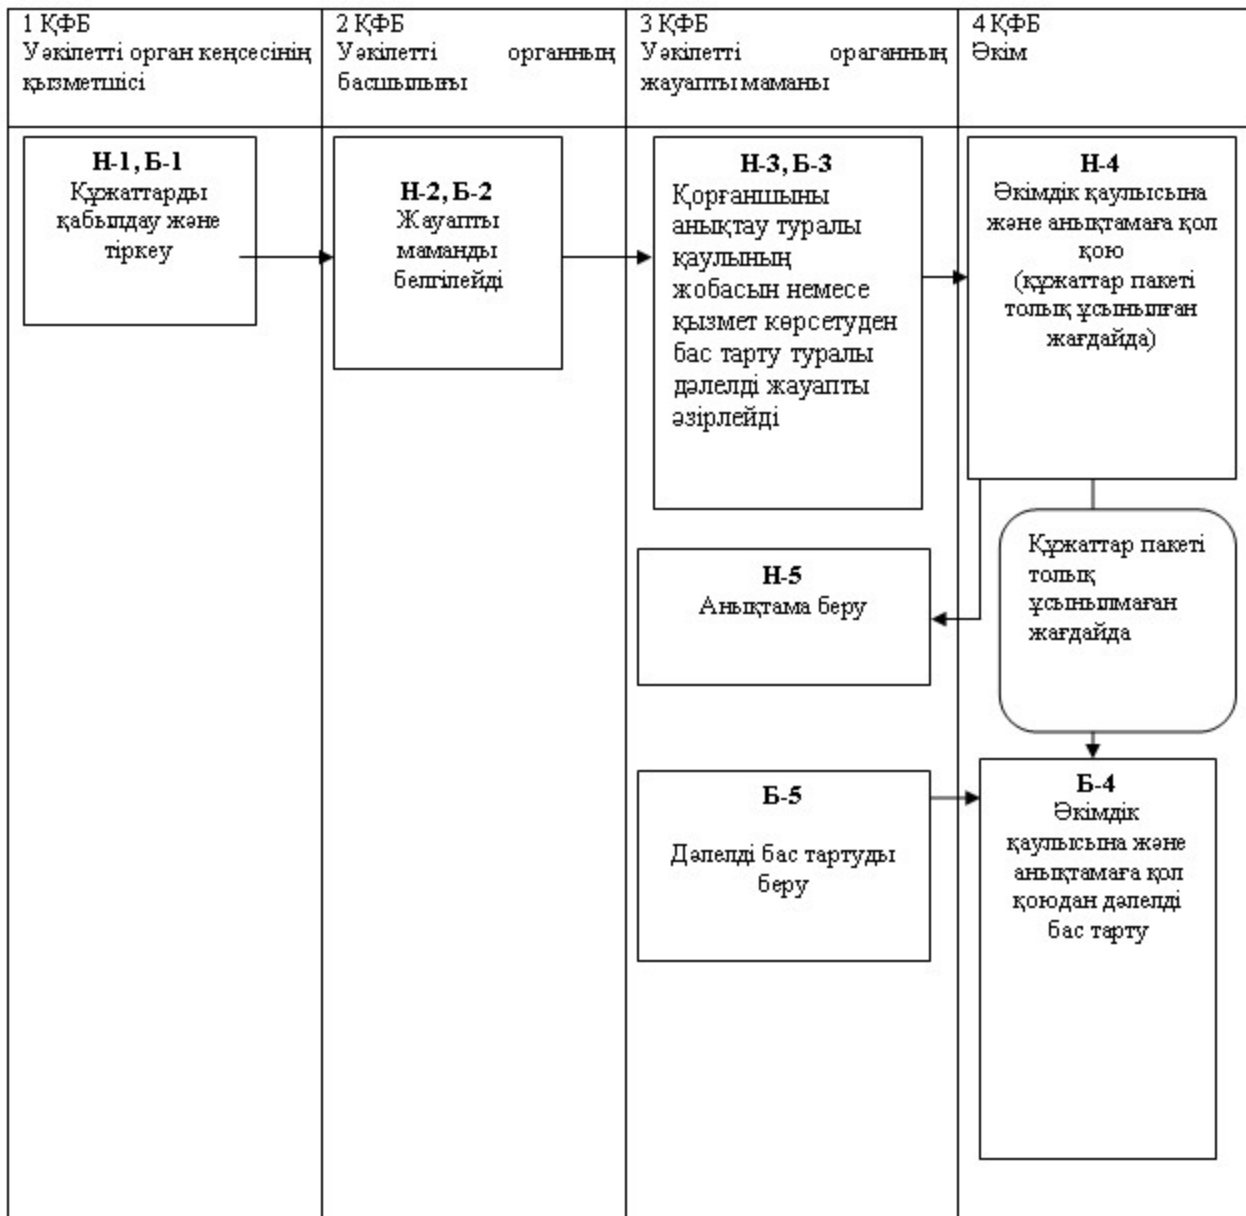 1 ҚФБ
Уәкілетті орган кеңсесінің
қызметшісі
2 ҚФБ
Уәкілетті органның
басшылығы
3 ҚФБ
Уәкілетті ораганның
жауапты маманы
4 ҚФБ
Әкім
Н-1, Б-1
Құжаттарды
қабылдау және
тіркеу
Н-2, Б-2
Жауапты
маманды
белгілейді
Н-3, Б-3
Қорғаншыны
анықтау туралы
қаулының
жобасын немесе
қызмет көрсетуден
бас тарту туралы
дәлелді жауапты
әзірлейді
Н-4
Әкімдік қаулысына
және анықтамаға қол
қою
(құжаттар пакеті
толық ұсынылған
жағдайда)
Құжаттар пакеті
толық
ұсынылмаған
жағдайда
Н-5
Анықтама беру
Б-5
Дәлелді бас тартуды
беру
Б-4
Әкімдік
қаулысына және
анықтамаға қол
қоюдан дәлелді
бас тарту